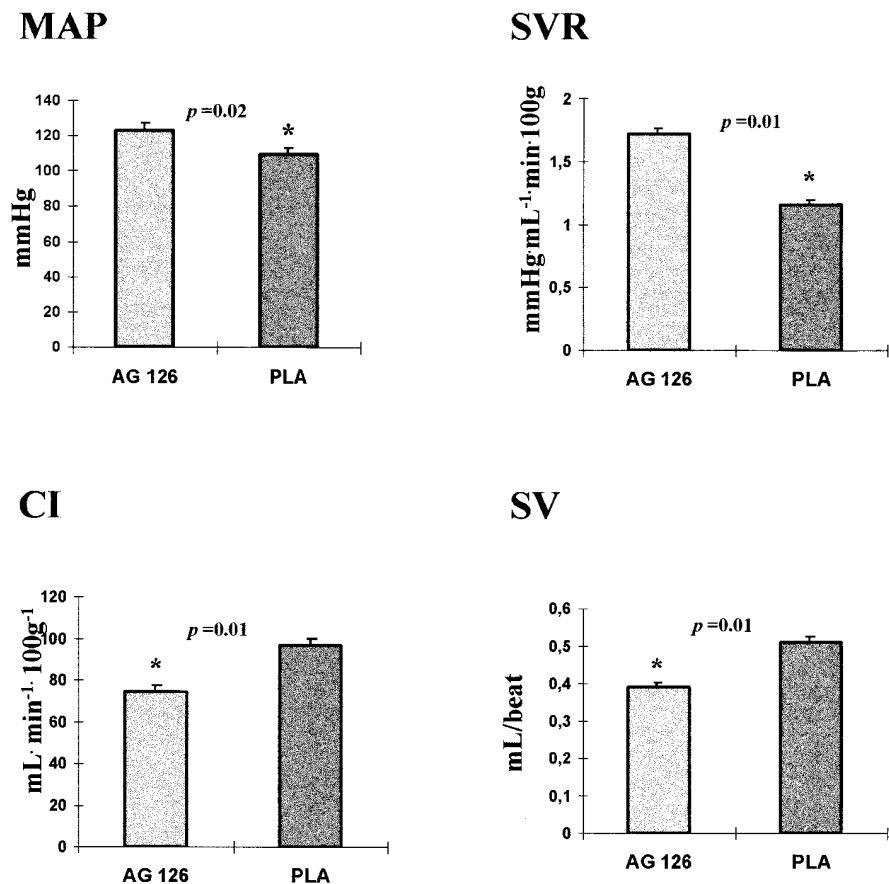 MAP
mmHg
140
120
100
80
60
40
20
0
p =0.02
*
AG 126 PLA
SVR
mmHg·mL⁻¹·min·100g
2
1,5
1
0,5
0
p =0.01
*
AG 126 PLA
CI
mL· min⁻¹· 100g⁻¹
120
100
80
60
40
20
0
p =0.01
*
AG 126 PLA
SV
mL/beat
0,6
0,5
0,4
0,3
0,2
0,1
0
p =0.01
*
AG 126 PLA